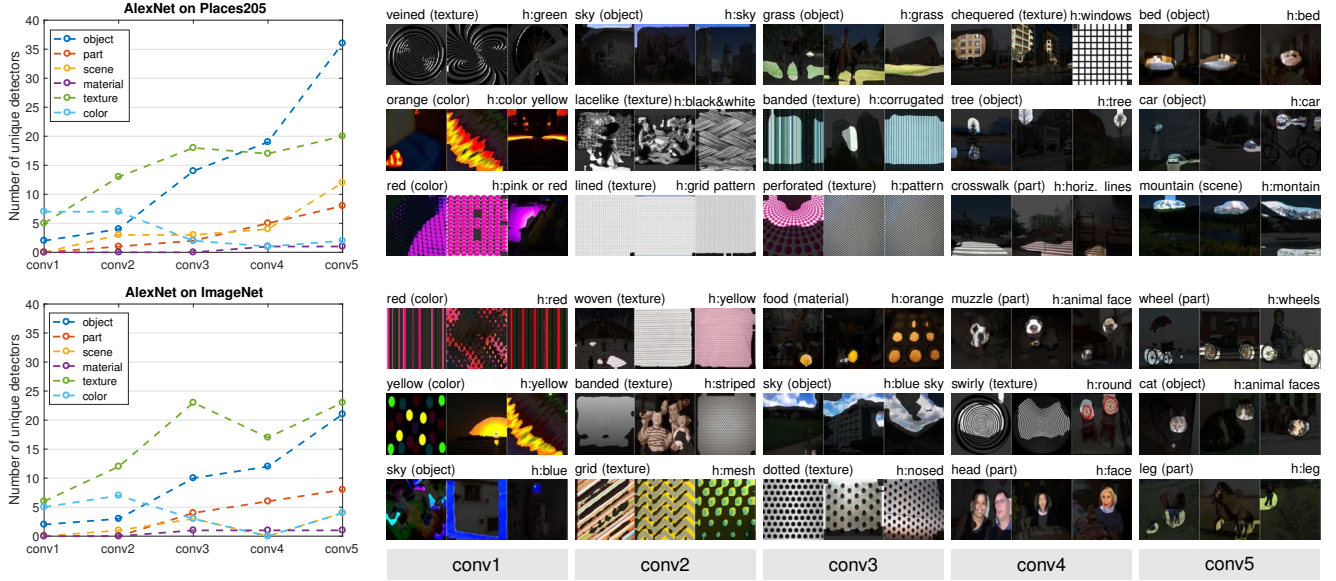 AlexNet on Places205
Number of unique detectors
40
35
30
25
20
15
10
5
0
object
part
scene
material
texture
color
conv1 conv2 conv3 conv4 conv5
veined (texture) h:green
sky (object) h:sky
grass (object) h:grass
chequered (texture) h:windows
bed (object) h:bed
orange (color) h:color yellow
lacelike (texture) h:black&white
banded (texture) h:corrugated
tree (object) h:tree
car (object) h:car
red (color) h:pink or red
lined (texture) h:grid pattern
perforated (texture) h:pattern
crosswalk (part) h:horiz. lines
mountain (scene) h:montain
AlexNet on ImageNet
Number of unique detectors
40
35
30
25
20
15
10
5
0
object
part
scene
material
texture
color
conv1 conv2 conv3 conv4 conv5
red (color) h:red
woven (texture) h:yellow
food (material) h:orange
muzzle (part) h:animal face
wheel (part) h:wheels
yellow (color) h:yellow
banded (texture) h:striped
sky (object) h:blue sky
swirly (texture) h:round
cat (object) h:animal faces
sky (object) h:blue
grid (texture) h:mesh
dotted (texture) h:nosed
head (part) h:face
leg (part) h:leg
conv1 conv2 conv3 conv4 conv5